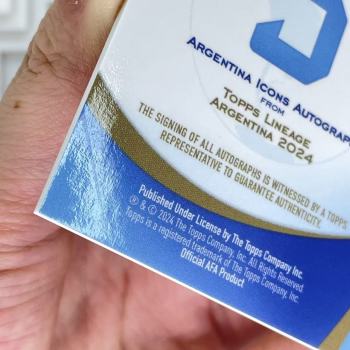 ARGENTINA ICONS AUTOGRAP
FROM
TOPPS LINEAGE
ARGENTINA 2024
THE SIGNING OF ALL AUTOGRAPHS IS WITNESSED BY A TOPPS
REPRESENTATIVE TO GUARANTEE AUTHENTICITY.
Published Under License by The Topps Company, Inc.
® & © 2024 The Topps Company, Inc. All Rights Reserved.
Topps is a registered trademark of The Topps Company, Inc.
Official AFA Product